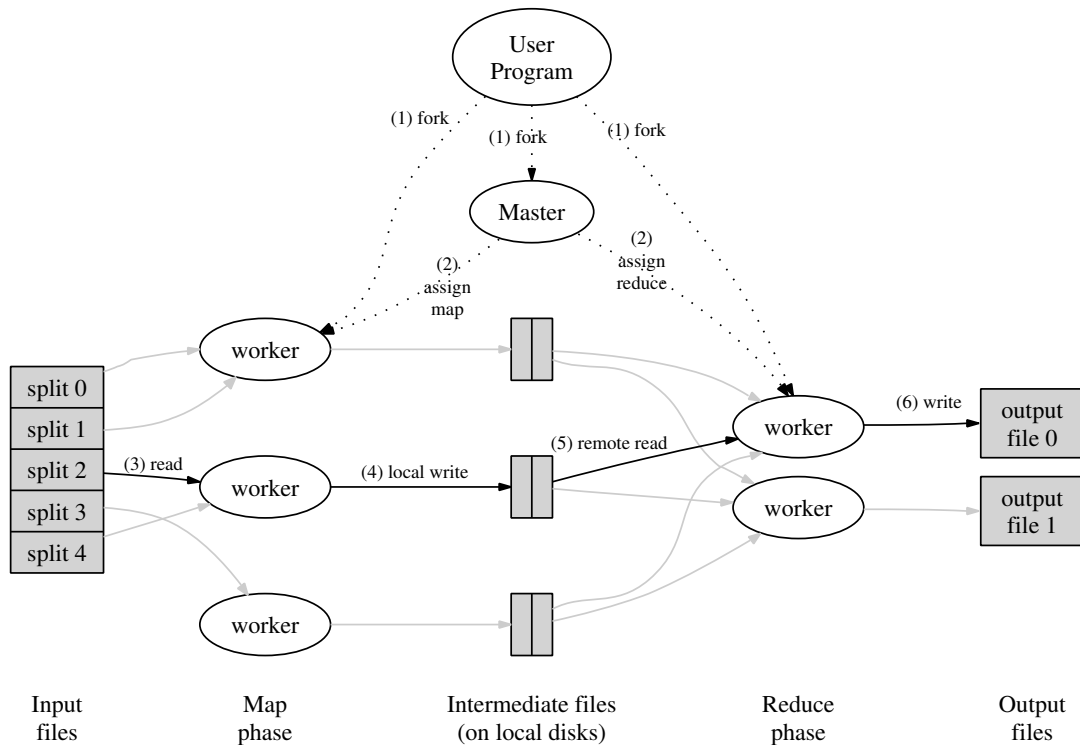 User
Program
(1) fork
(1) fork
(1) fork
Master
(2)
assign
map
(2)
assign
reduce
worker
split 0
split 1
split 2
split 3
split 4
(3) read
worker
(4) local write
worker
(5) remote read
worker
worker
(6) write
output
file 0
output
file 1
Input
files
Map
phase
Intermediate files
(on local disks)
Reduce
phase
Output
files